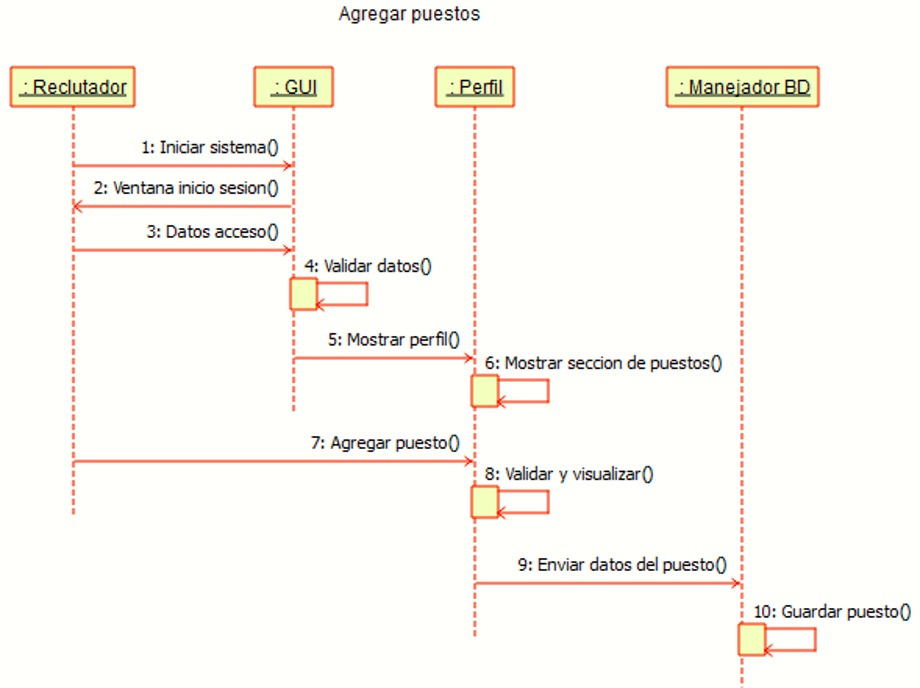 Agregar puestos
: Reclutador
: GUI
: Perfil
: Manejador BD
1: Iniciar sistema()
2: Ventana inicio sesion()
3: Datos acceso()
4: Validar datos()
5: Mostrar perfil()
6: Mostrar seccion de puestos()
7: Agregar puesto()
8: Validar y visualizar()
9: Enviar datos del puesto()
10: Guardar puesto()